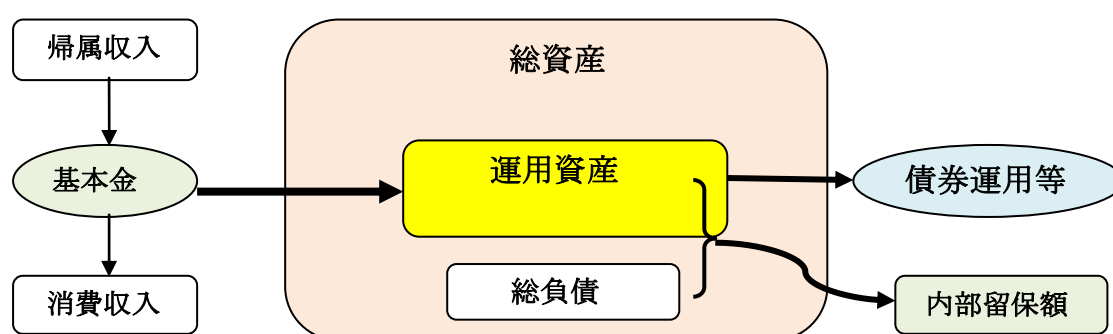 帰属収入
総資産
基本金
運用資産
債券運用等
消費収入
総負債
内部留保額